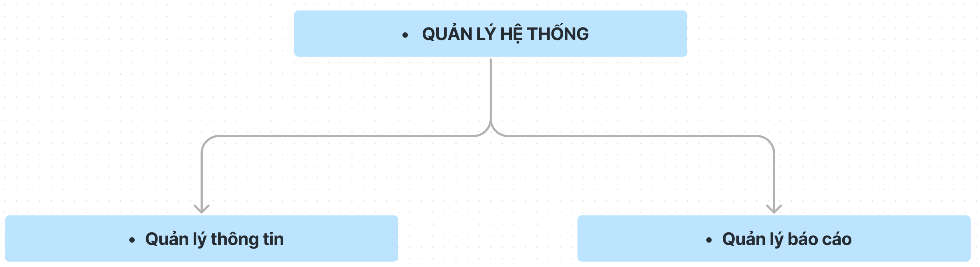 • QUẢN LÝ HỆ THỐNG
• Quản lý thông tin
• Quản lý báo cáo